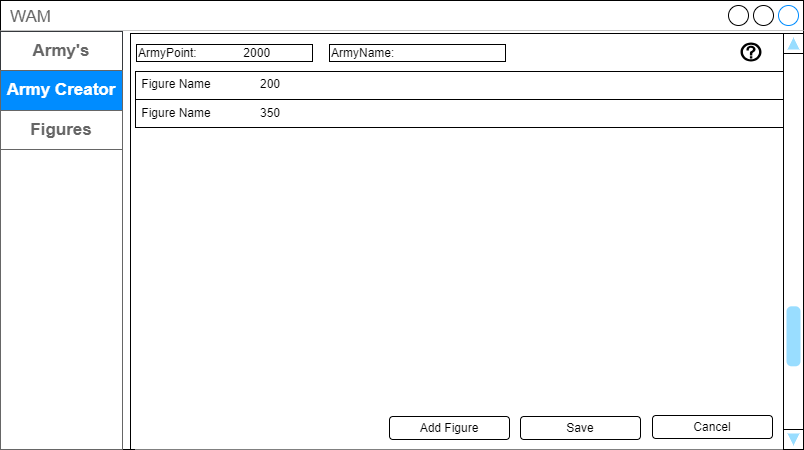 WAM
Army's
Army Creator
Figures
ArmyPoint: 2000 ArmyName:
?
Figure Name 200
Figure Name 350
Add Figure Save Cancel